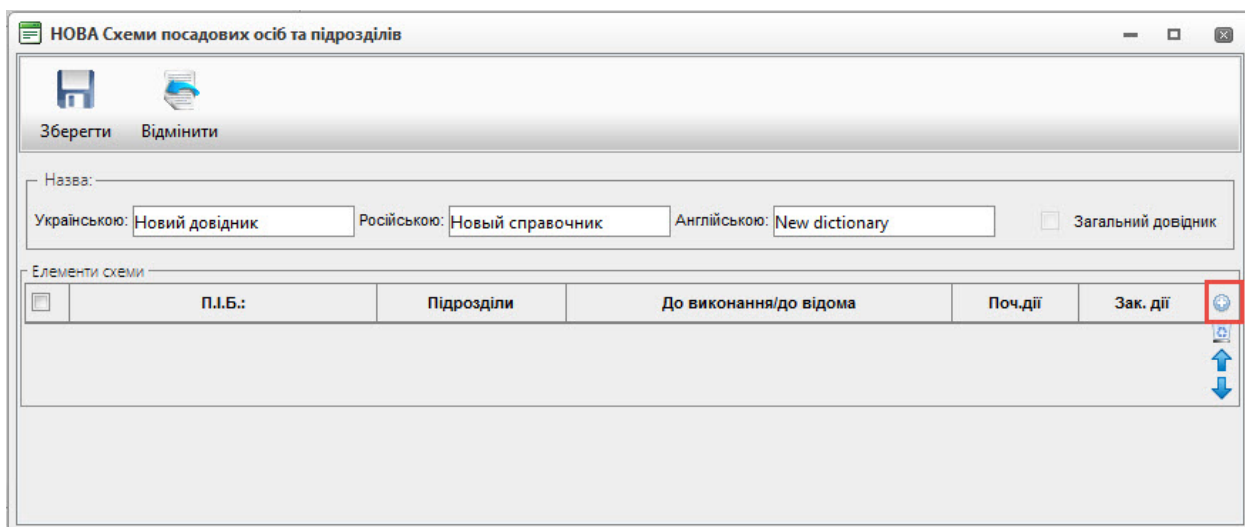 НОВА Схеми посадових осіб та підрозділів
Зберегти Відмінити
Назва:
Українською: Новий довідник Російською: Новый справочник Англійською: New dictionary Загальний довідник
Елементи схеми
П.І.Б.: Підрозділи До виконання/до відома Поч.дії Зак. дії